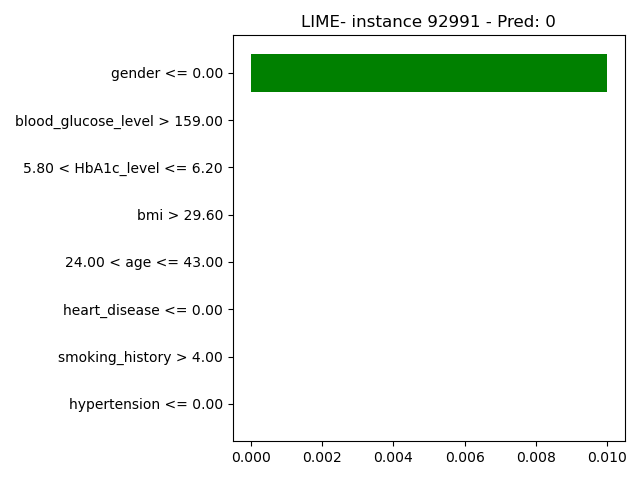 LIME- instance 92991 - Pred: 0
gender <= 0.00
blood_glucose_level > 159.00
5.80 < HbA1c_level <= 6.20
bmi > 29.60
24.00 < age <= 43.00
heart_disease <= 0.00
smoking_history > 4.00
hypertension <= 0.00
0.000 0.002 0.004 0.006 0.008 0.010